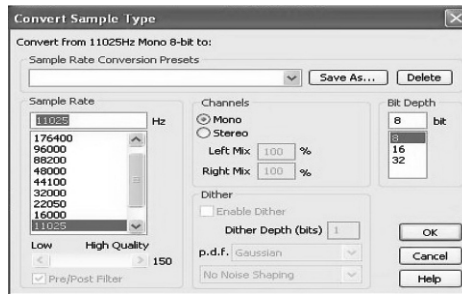 Convert Sample Type
Convert from 11025Hz Mono 8-bit to:
Sample Rate Conversion Presets
Save As...
Delete
Sample Rate
11025 Hz
176400
96000
88200
48000
44100
32000
22050
16000
11025
Low High Quality
150
Pre/Post Filter
Channels
Mono
Stereo
Left Mix 100 %
Right Mix 100 %
Dither
Enable Dither
Dither Depth (bits) 1
p.d.f. Gaussian
No Noise Shaping
Bit Depth
8 bit
8
16
32
OK
Cancel
Help